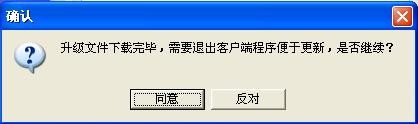 确认
升级文件下载完毕，需要退出客户端程序便于更新，是否继续？
同意
反对